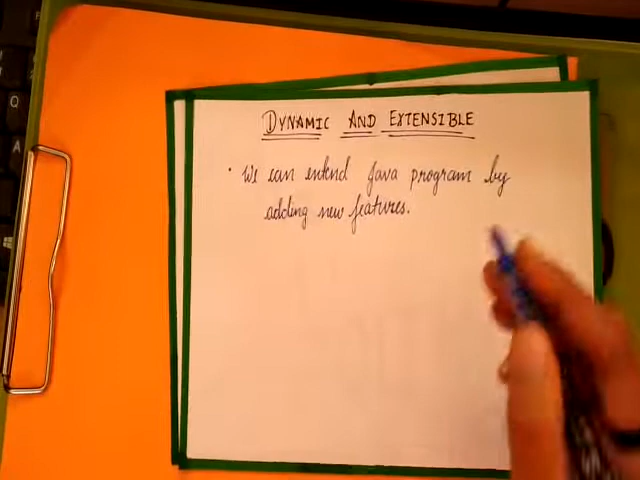 DYNAMIC AND EXTENSIBLE
· We can extend Java program by
adding new features.
Q
A